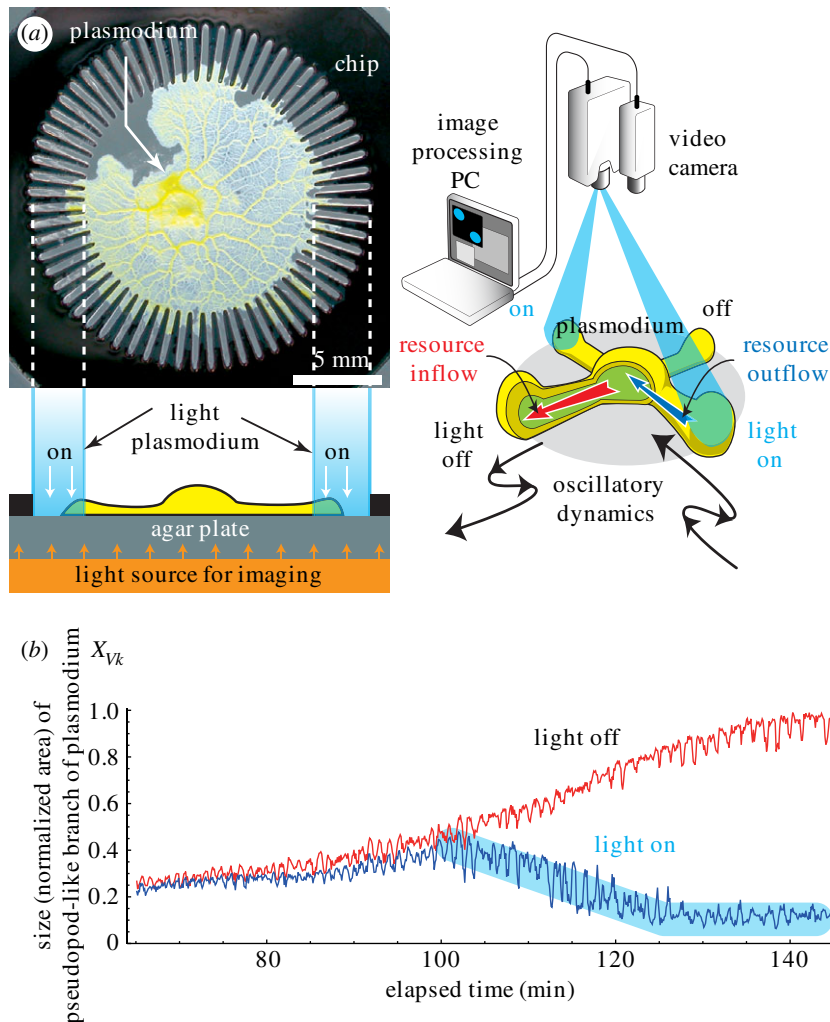 (a)
plasmodium
chip
5 mm
light
plasmodium
on
on
agar plate
light source for imaging
image
processing
PC
video
camera
on
off
plasmodium
resource
inflow
resource
outflow
light
off
light
on
oscillatory
dynamics
(b) X_Vk
size (normalized area) of
pseudopod-like branch of plasmodium
1.0
0.8
0.6
0.4
0.2
0
light off
light on
80 100 120 140
elapsed time (min)